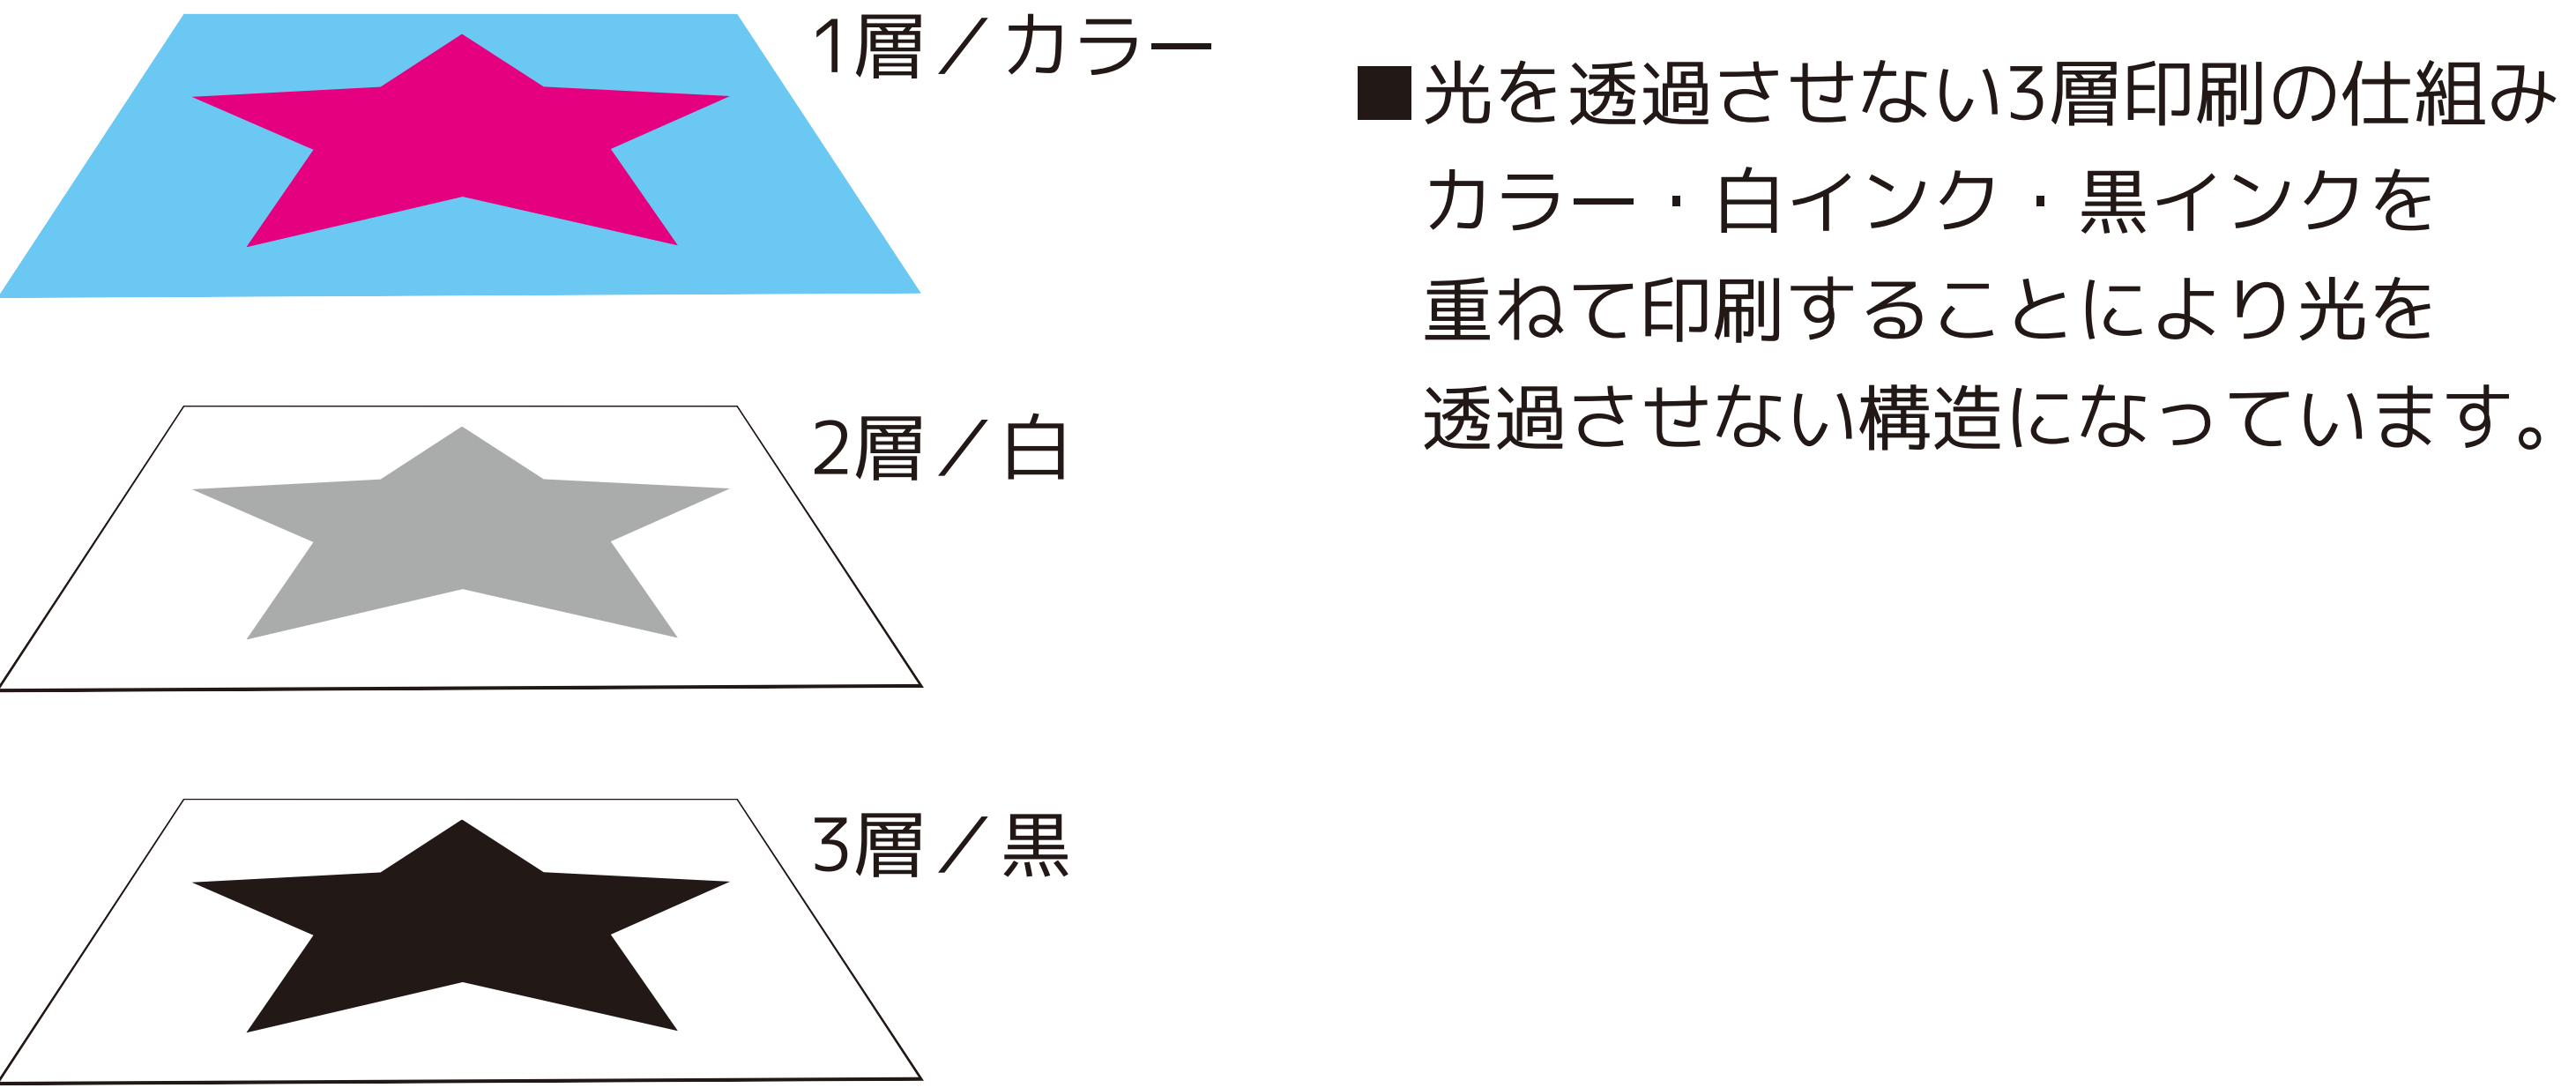 1層／カラー
2層／白
3層／黒
■光を透過させない3層印刷の仕組み
カラー・白インク・黒インクを
重ねて印刷することにより光を
透過させない構造になっています。